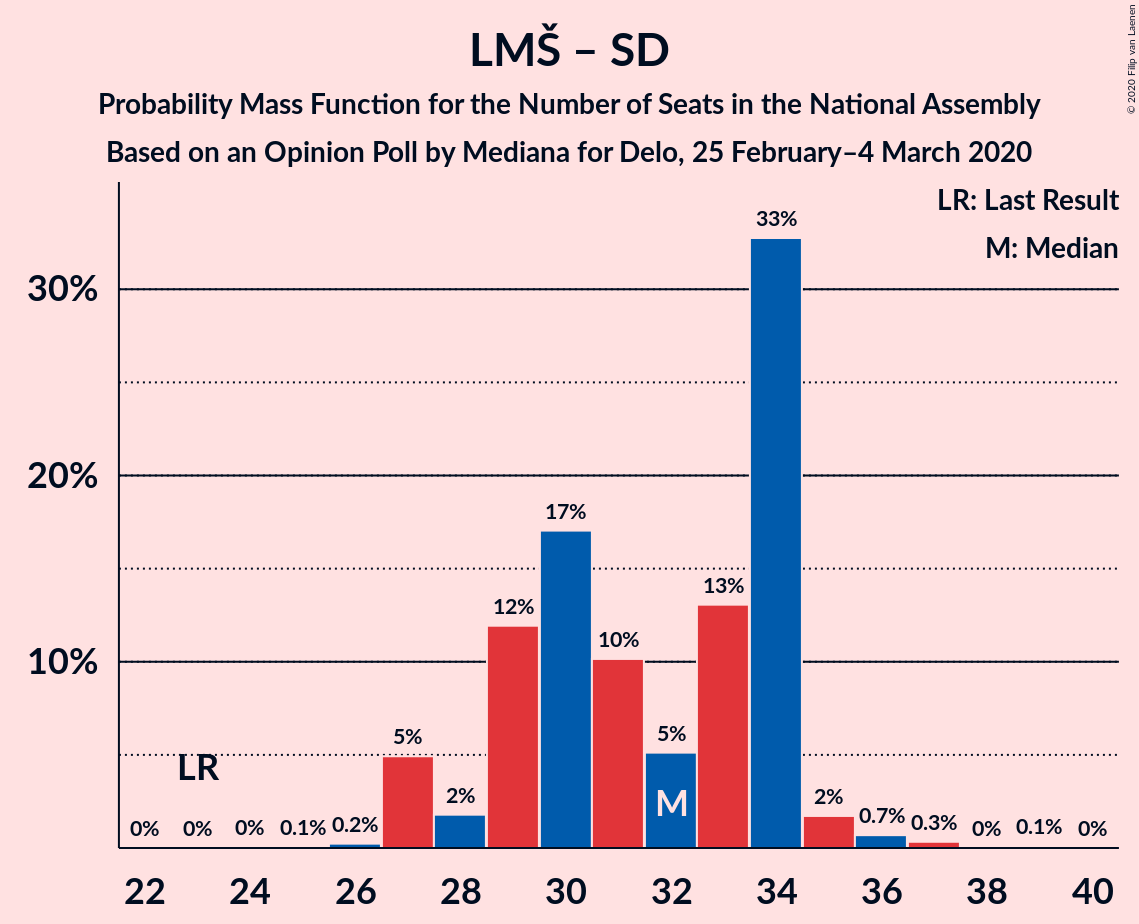 LMŠ – SD
Probability Mass Function for the Number of Seats in the National Assembly
Based on an Opinion Poll by Mediana for Delo, 25 February–4 March 2020
© 2020 Filip van Laenen
LR: Last Result
M: Median
33%
30%
20%
17%
13%
12%
10%
10%
5%
5%
LR
2%
M
2%
0% 0% 0% 0.1% 0.2% 0.7% 0.3% 0% 0.1% 0%
22 24 26 28 30 32 34 36 38 40